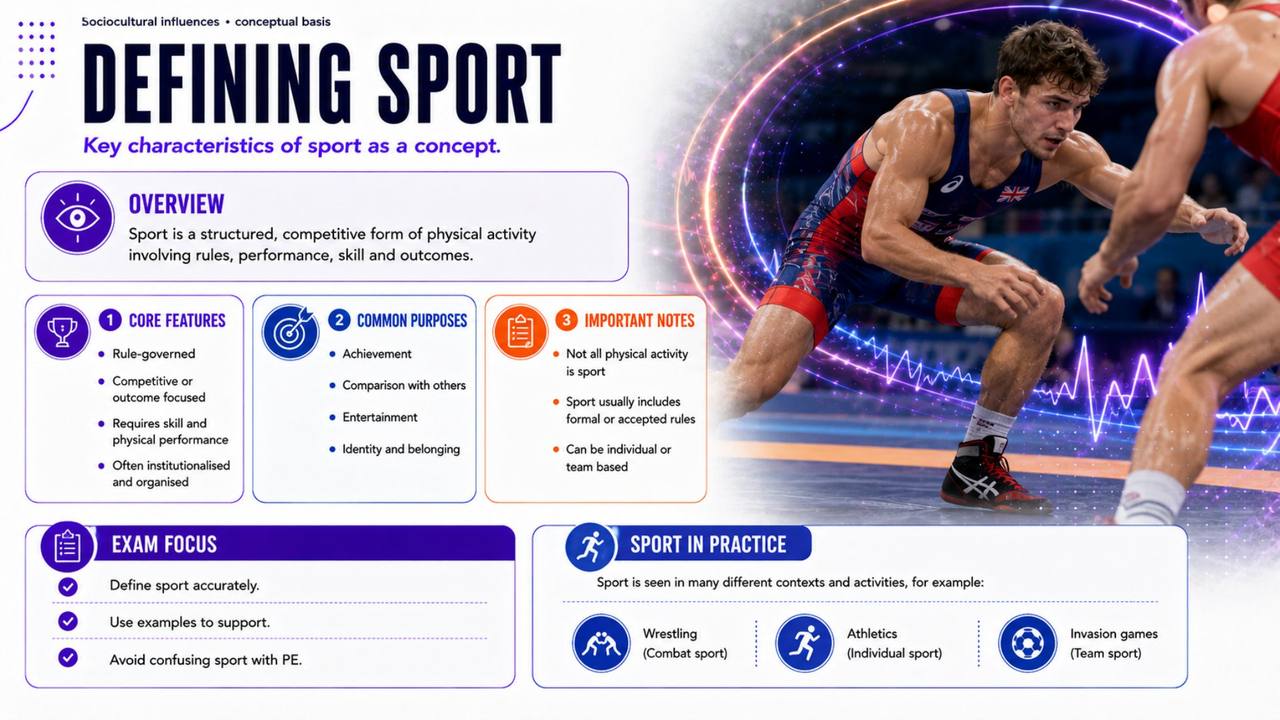 Sociocultural influences • conceptual basis
DEFINING SPORT
Key characteristics of sport as a concept.
OVERVIEW
Sport is a structured, competitive form of physical activity
involving rules, performance, skill and outcomes.
1 CORE FEATURES
• Rule-governed
• Competitive or
outcome focused
• Requires skill and
physical performance
• Often institutionalised
and organised
2 COMMON PURPOSES
• Achievement
• Comparison with others
• Entertainment
• Identity and belonging
3 IMPORTANT NOTES
• Not all physical activity
is sport
• Sport usually includes
formal or accepted rules
• Can be individual or
team based
EXAM FOCUS
Define sport accurately.
Use examples to support.
Avoid confusing sport with PE.
SPORT IN PRACTICE
Sport is seen in many different contexts and activities, for example:
Wrestling
(Combat sport)
Athletics
(Individual sport)
Invasion games
(Team sport)